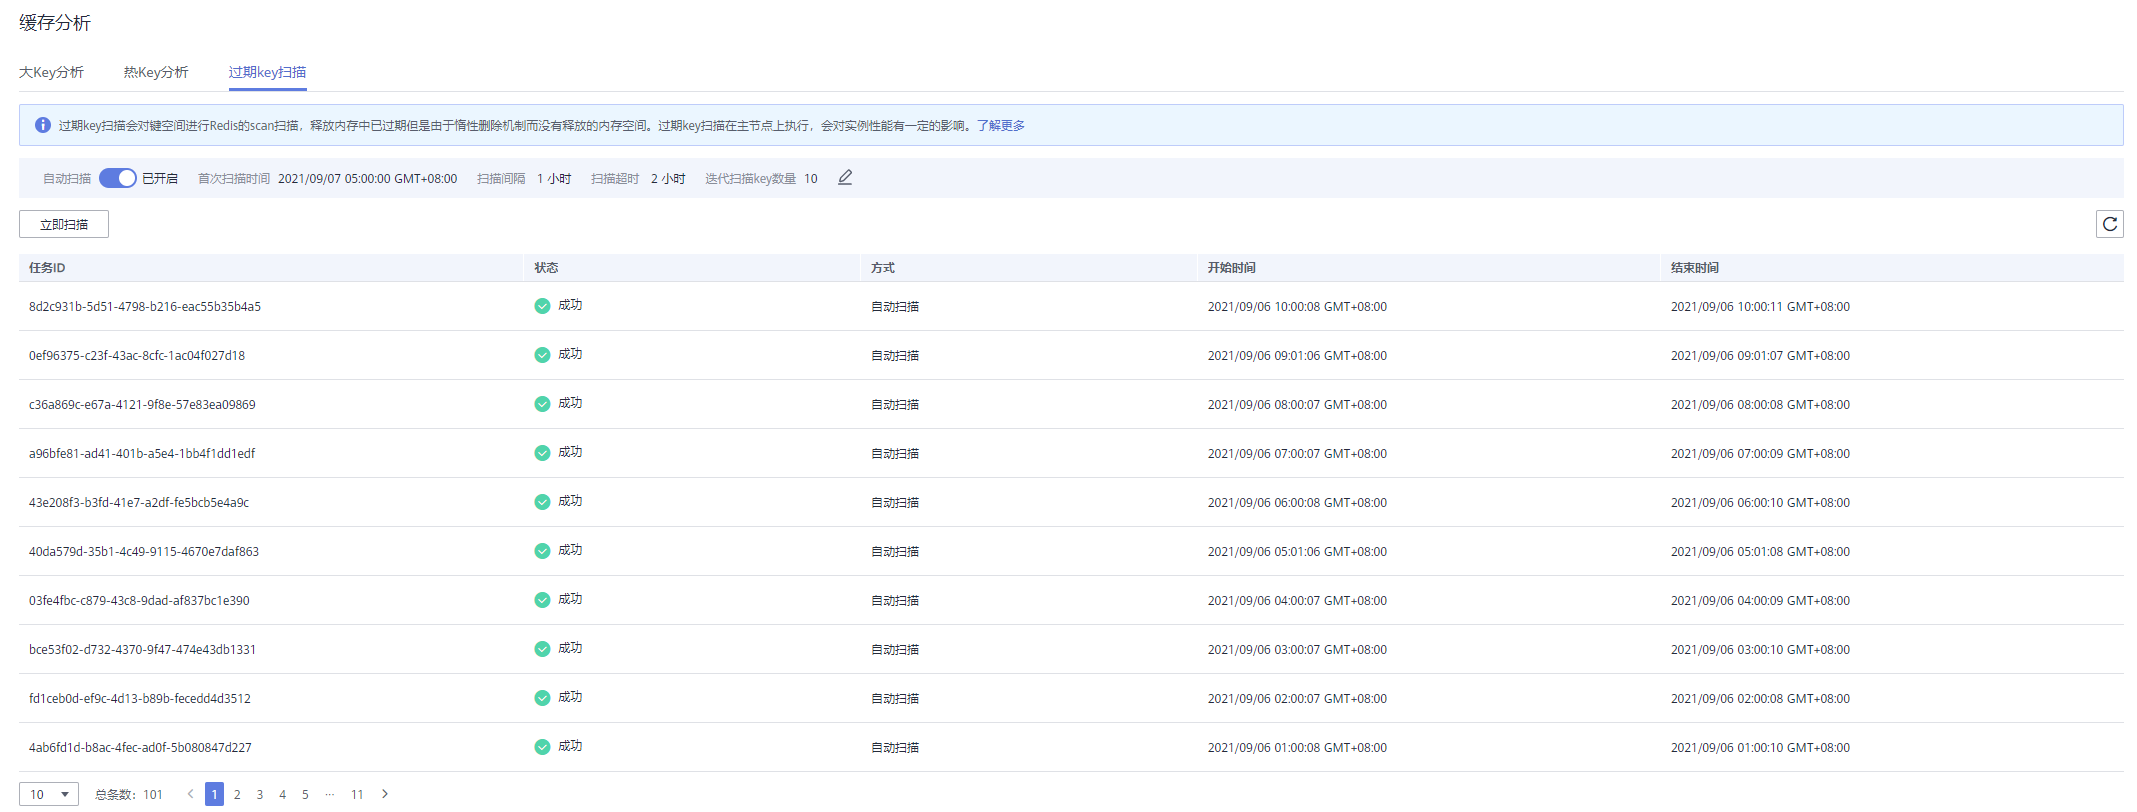 缓存分析
大Key分析 热Key分析 过期key扫描
过期key扫描会对键空间进行Redis的scan扫描，释放内存中已过期但是由于惰性删除机制而没有释放的内存空间。过期key扫描在主节点上执行，会对实例性能有一定的影响。了解更多
自动扫描 已开启 首次扫描时间 2021/09/07 05:00:00 GMT+08:00 扫描间隔 1 小时 扫描超时 2 小时 迭代扫描key数量 10
立即扫描
任务ID 状态 方式 开始时间 结束时间
8d2c931b-5d51-4798-b216-eac55b35b4a5 成功 自动扫描 2021/09/06 10:00:08 GMT+08:00 2021/09/06 10:00:11 GMT+08:00
0ef96375-c23f-43ac-8cfc-1ac04f027d18 成功 自动扫描 2021/09/06 09:01:06 GMT+08:00 2021/09/06 09:01:07 GMT+08:00
c36a869c-e67a-4121-9f8e-57e83ea09869 成功 自动扫描 2021/09/06 08:00:07 GMT+08:00 2021/09/06 08:00:08 GMT+08:00
a96bfe81-ad41-401b-a5e4-1bb4f1dd1edf 成功 自动扫描 2021/09/06 07:00:07 GMT+08:00 2021/09/06 07:00:09 GMT+08:00
43e208f3-b3fd-41e7-a2df-fe5bcb5e4a9c 成功 自动扫描 2021/09/06 06:00:08 GMT+08:00 2021/09/06 06:00:10 GMT+08:00
40da579d-35b1-4c49-9115-4670e7daf863 成功 自动扫描 2021/09/06 05:01:06 GMT+08:00 2021/09/06 05:01:08 GMT+08:00
03fe4fbc-c879-43c8-9dad-af837bc1e390 成功 自动扫描 2021/09/06 04:00:07 GMT+08:00 2021/09/06 04:00:09 GMT+08:00
bce53f02-d732-4370-9f47-474e43db1331 成功 自动扫描 2021/09/06 03:00:07 GMT+08:00 2021/09/06 03:00:10 GMT+08:00
fd1ceb0d-ef9c-4d13-b89b-fecedd4d3512 成功 自动扫描 2021/09/06 02:00:07 GMT+08:00 2021/09/06 02:00:08 GMT+08:00
4ab6fd1d-b8ac-4fec-ad0f-5b080847d227 成功 自动扫描 2021/09/06 01:00:08 GMT+08:00 2021/09/06 01:00:10 GMT+08:00
10 总条数：101 < 1 2 3 4 5 ... 11 >